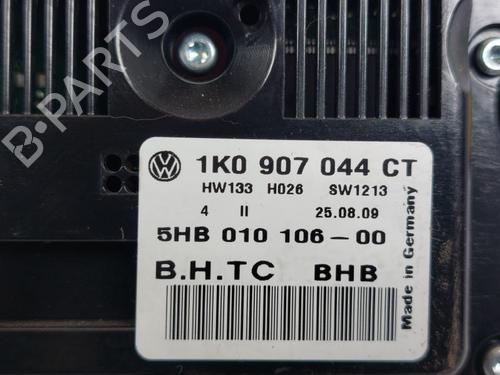 B-PARTS
1K0 907 044 CT
HW133 H026 SW1213
4 II 25.08.09
5HB 010 106-00
B.H.TC BHB
Made in Germany